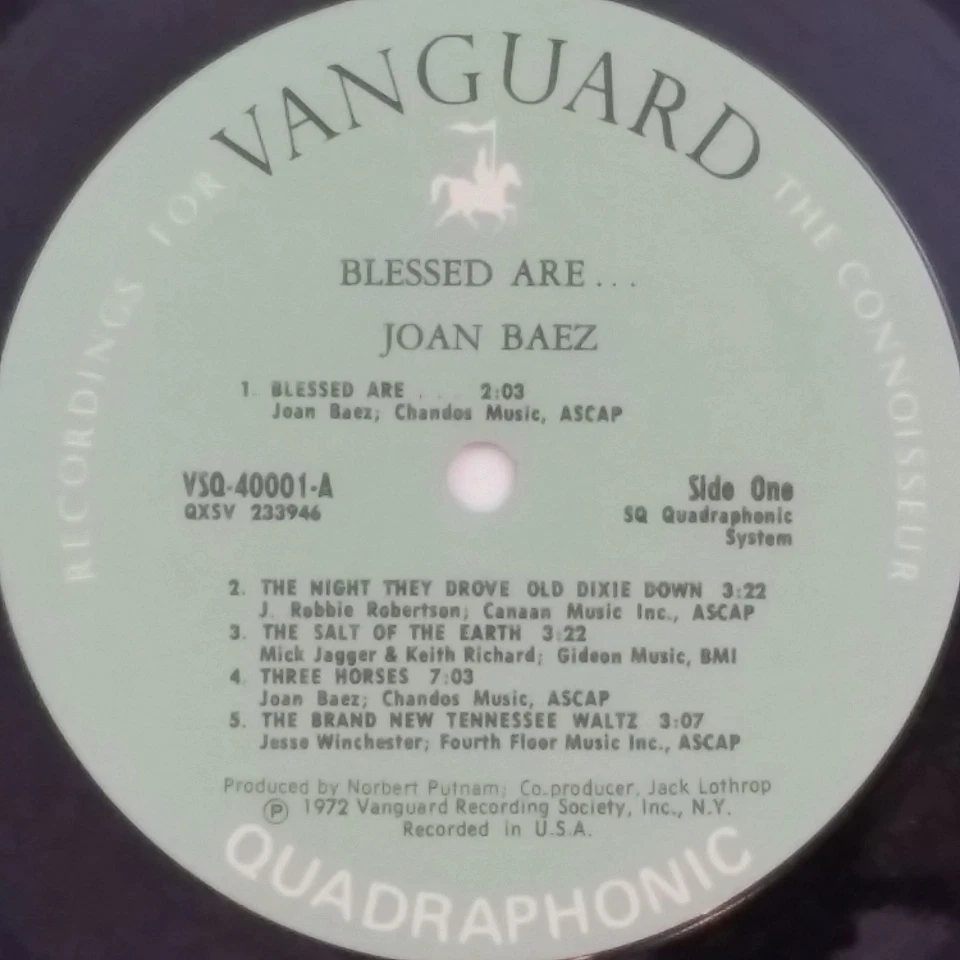 VANGUARD
RECORDINGS FOR THE CONNOISSEUR
BLESSED ARE...
JOAN BAEZ
1. BLESSED ARE . . . . 2:03
Joan Baez; Chandos Music, ASCAP
VSQ-40001-A
QXSV 233946
Side One
SQ Quadraphonic
System
2. THE NIGHT THEY DROVE OLD DIXIE DOWN 3:22
J. Robbie Robertson; Canaan Music Inc., ASCAP
3. THE SALT OF THE EARTH 3:22
Mick Jagger & Keith Richard; Gideon Music, BMI
4. THREE HORSES 7:03
Joan Baez; Chandos Music, ASCAP
5. THE BRAND NEW TENNESSEE WALTZ 3:07
Jesse Winchester; Fourth Floor Music Inc., ASCAP
Produced by Norbert Putnam; Co.producer, Jack Lothrop
℗ 1972 Vanguard Recording Society, Inc., N.Y.
Recorded in U.S.A.
QUADRAPHONIC